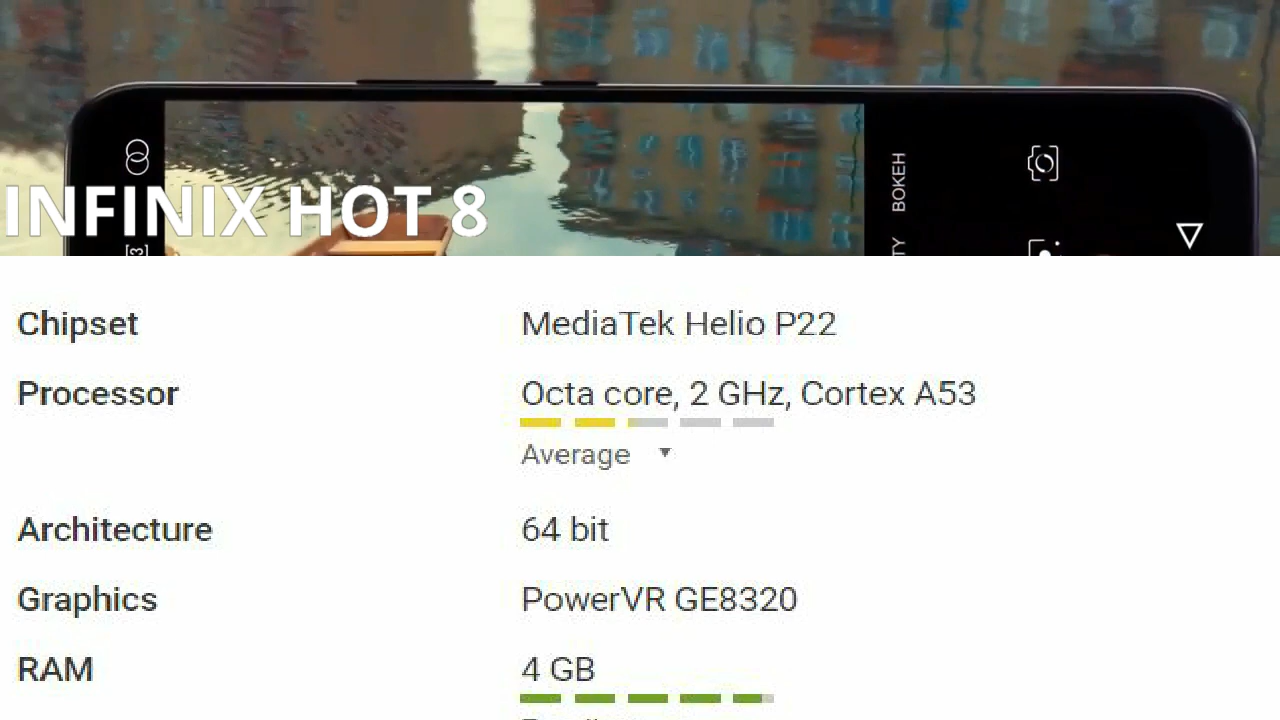 BOKEH
INFINIX HOT 8
Chipset MediaTek Helio P22
Processor Octa core, 2 GHz, Cortex A53
Average
Architecture 64 bit
Graphics PowerVR GE8320
RAM 4 GB